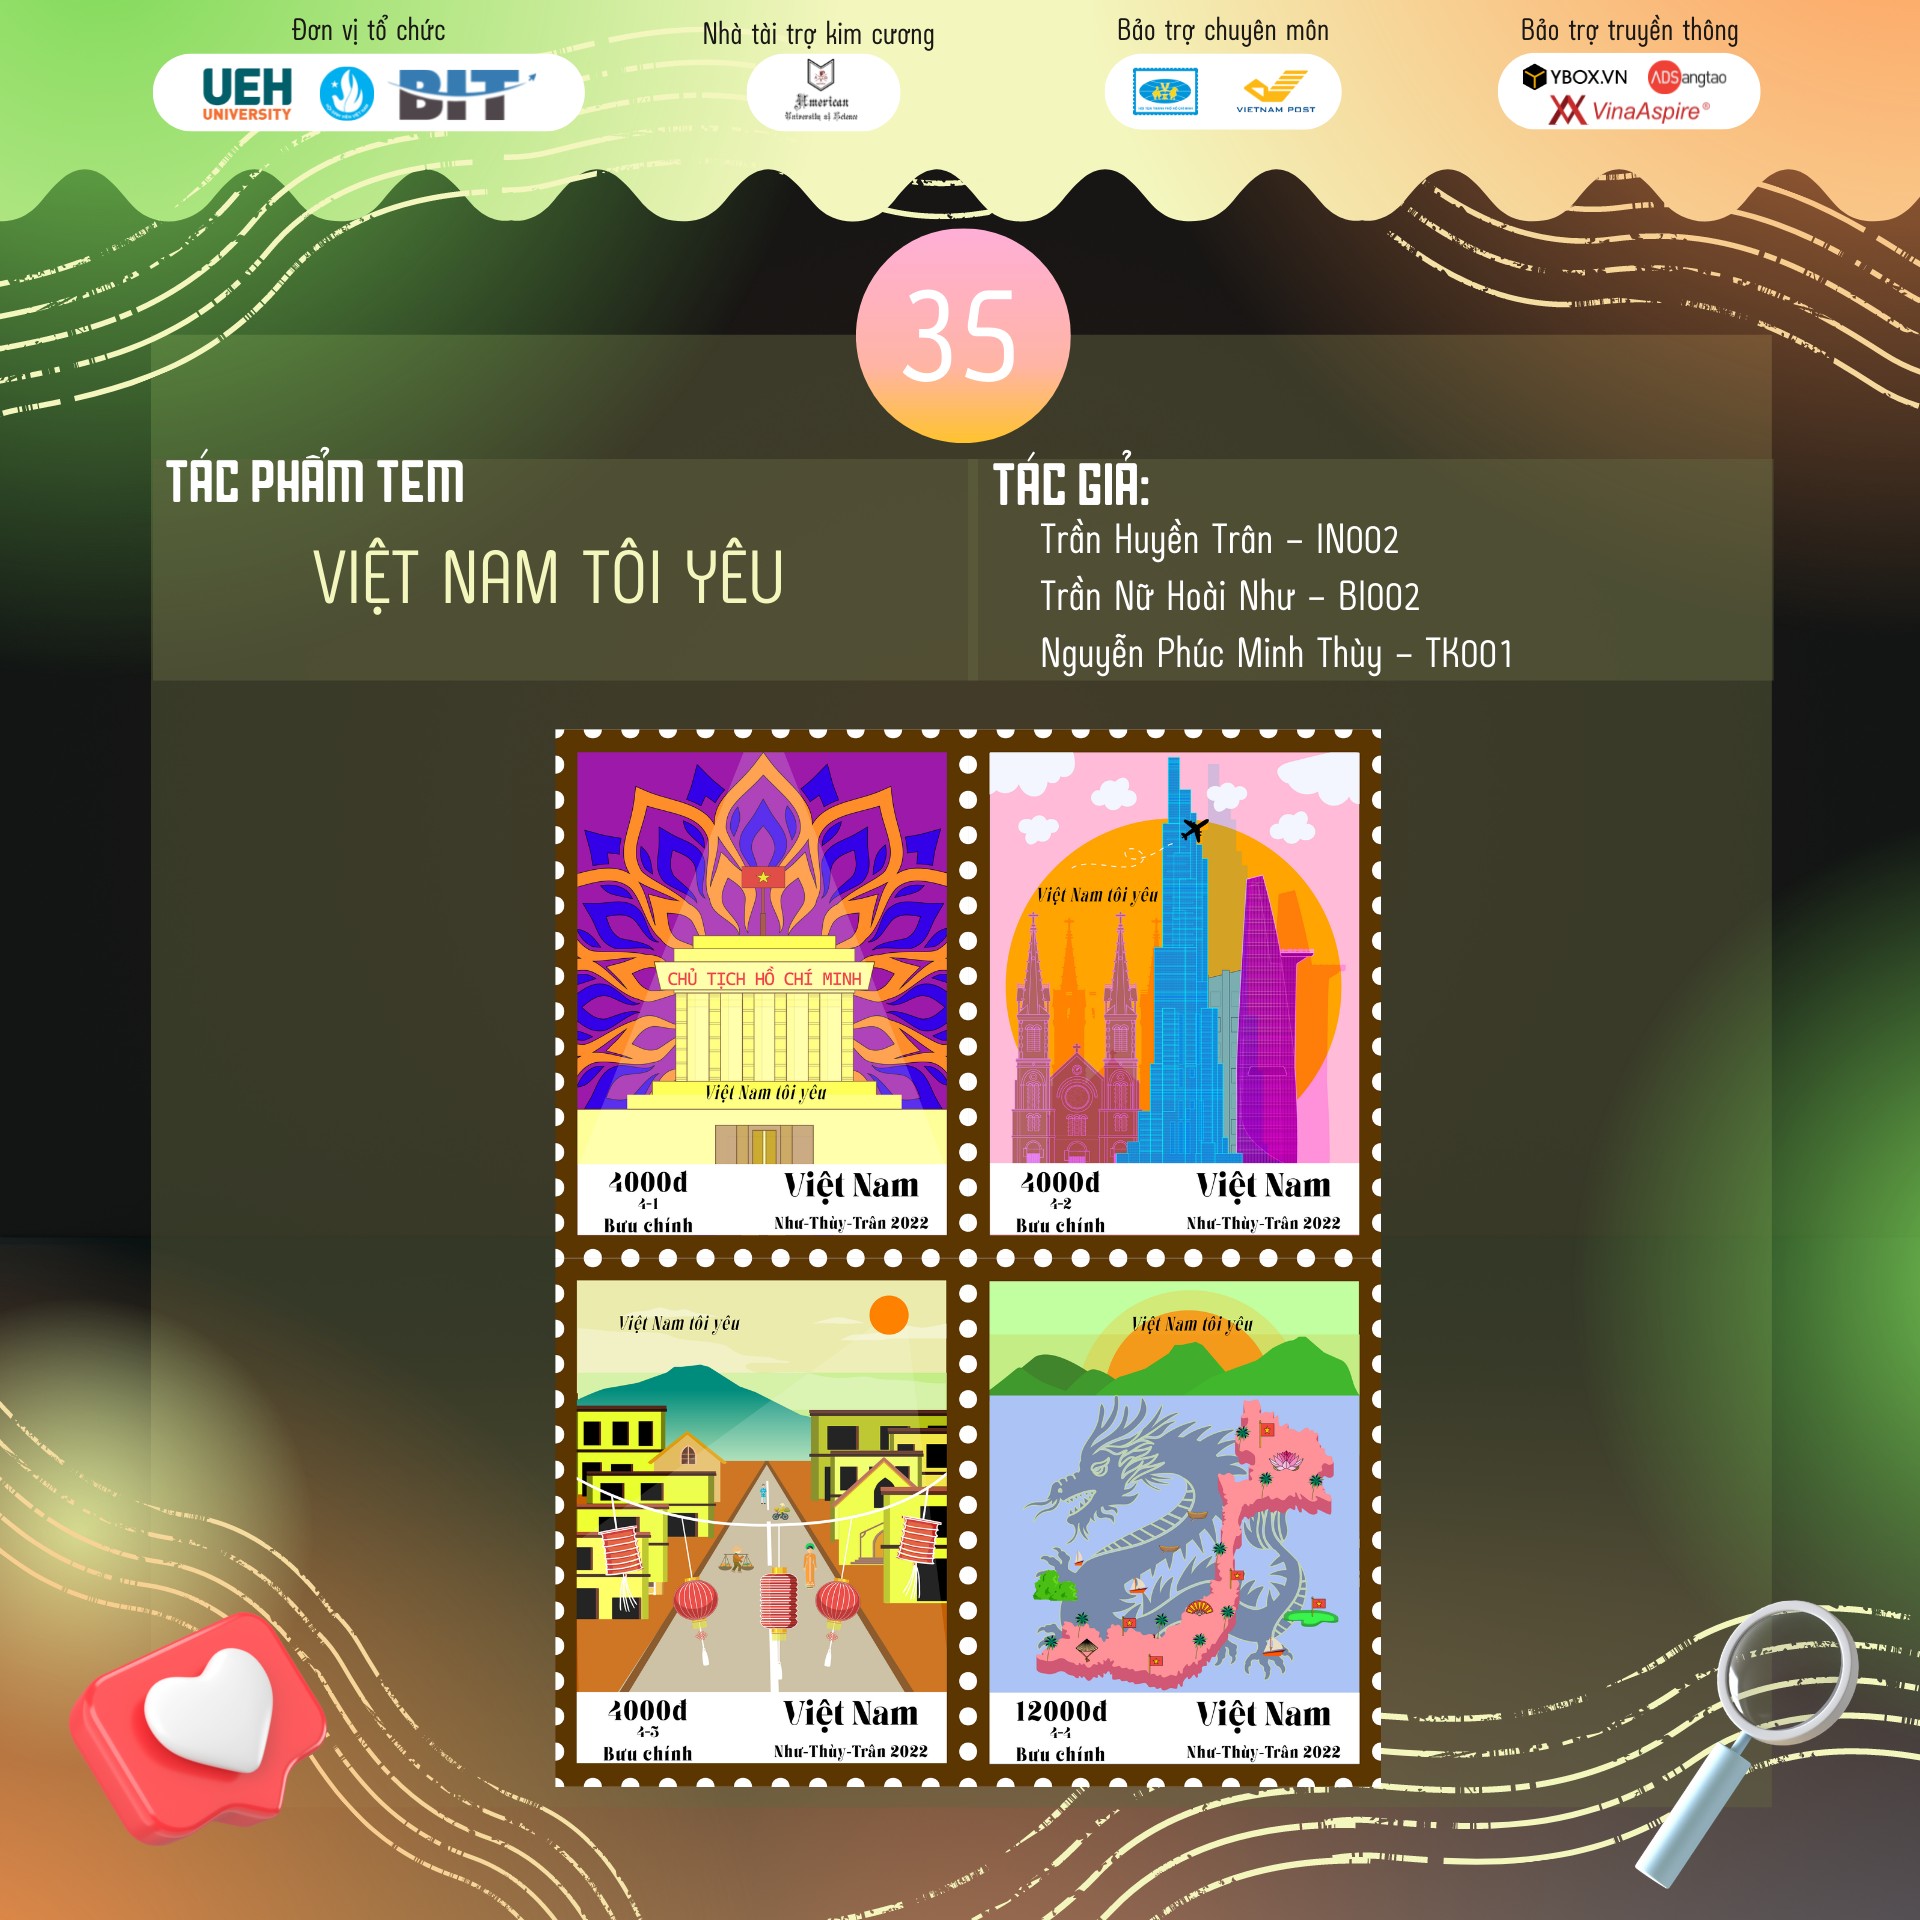 Đơn vị tổ chức
Nhà tài trợ kim cương
Bảo trợ chuyên môn
Bảo trợ truyền thông
UEH
UNIVERSITY
BIT
American
University of Science
VIETNAM POST
YBOX.VN
ADSangtao
VinaAspire®
35
TÁC PHẨM TEM
VIỆT NAM TÔI YÊU
TÁC GIẢ:
Trần Huyền Trân – IN002
Trần Nữ Hoài Như – BI002
Nguyễn Phúc Minh Thùy – TK001
CHỦ TỊCH HỒ CHÍ MINH
Việt Nam tôi yêu
4000đ
4-1
Bưu chính
Việt Nam
Như-Thùy-Trân 2022
Việt Nam tôi yêu
4000đ
4-2
Bưu chính
Việt Nam
Như-Thùy-Trân 2022
Việt Nam tôi yêu
4000đ
4-3
Bưu chính
Việt Nam
Như-Thùy-Trân 2022
Việt Nam tôi yêu
12000đ
4-4
Bưu chính
Việt Nam
Như-Thùy-Trân 2022